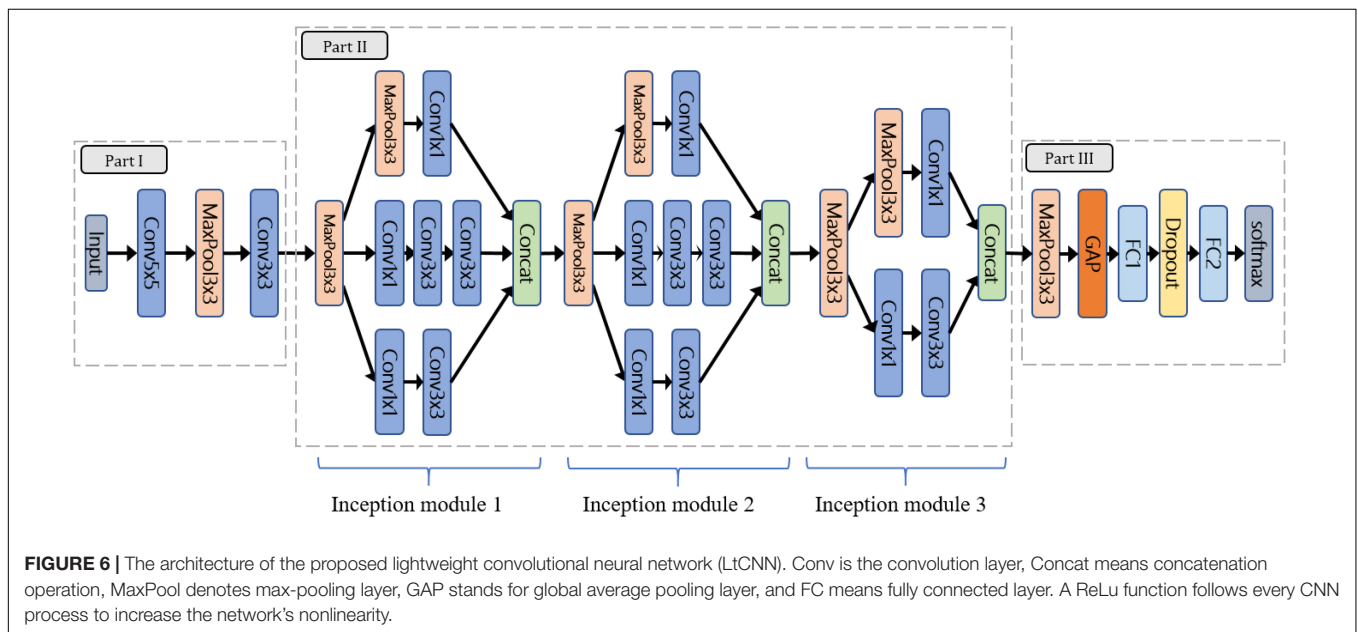 Part II
Part I
Part III
Input
Conv5x5
MaxPool3x3
Conv3x3
MaxPool3x3
MaxPool3x3
Conv1x1
Conv1x1
Conv3x3
Conv3x3
Conv1x1
Conv3x3
Concat
MaxPool3x3
MaxPool3x3
Conv1x1
Conv1x1
Conv3x3
Conv3x3
Conv1x1
Conv3x3
Concat
MaxPool3x3
MaxPool3x3
Conv1x1
Conv1x1
Conv3x3
Concat
MaxPool3x3
GAP
FC1
Dropout
FC2
softmax
Inception module 1
Inception module 2
Inception module 3
FIGURE 6 | The architecture of the proposed lightweight convolutional neural network (LtCNN). Conv is the convolution layer, Concat means concatenation
operation, MaxPool denotes max-pooling layer, GAP stands for global average pooling layer, and FC means fully connected layer. A ReLu function follows every CNN
process to increase the network's nonlinearity.